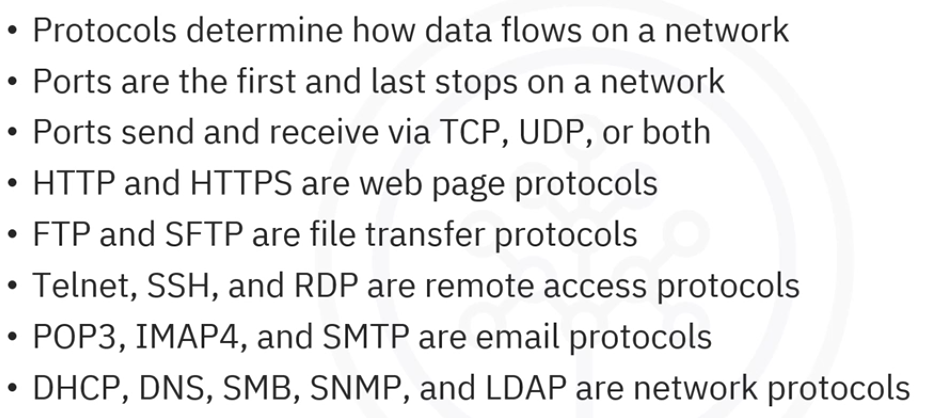 • Protocols determine how data flows on a network
• Ports are the first and last stops on a network
• Ports send and receive via TCP, UDP, or both
• HTTP and HTTPS are web page protocols
• FTP and SFTP are file transfer protocols
• Telnet, SSH, and RDP are remote access protocols
• POP3, IMAP4, and SMTP are email protocols
• DHCP, DNS, SMB, SNMP, and LDAP are network protocols